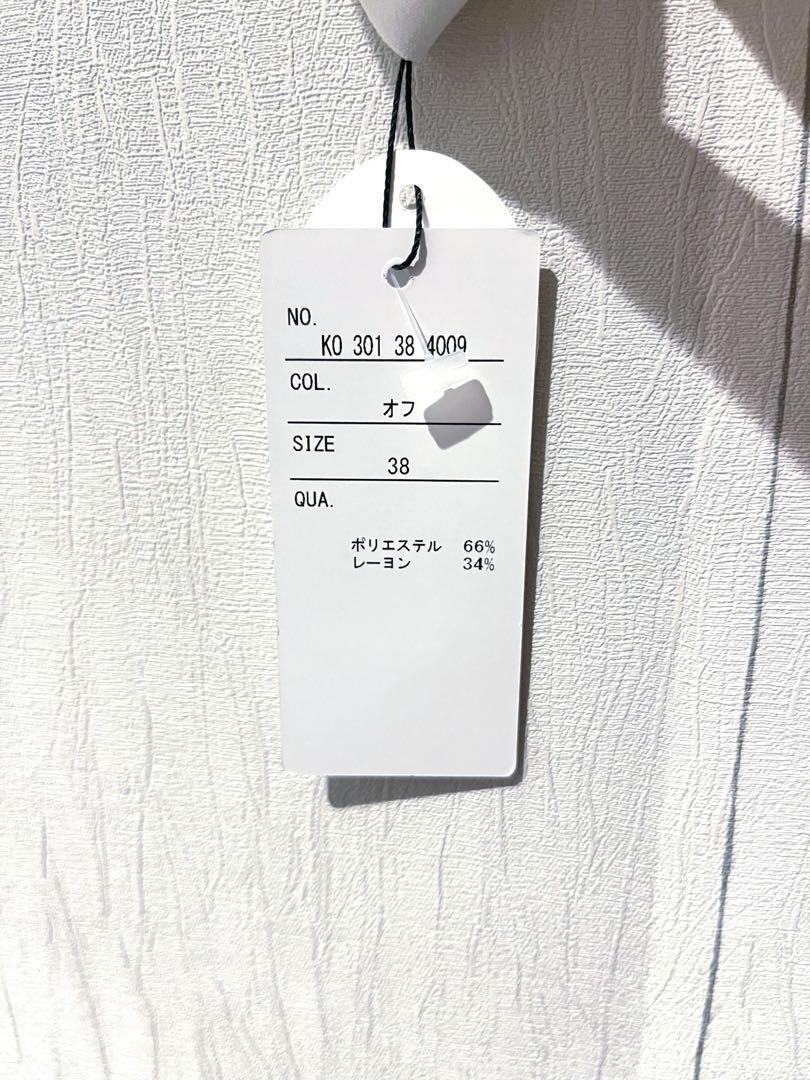 NO.
KO 301 38 4009
COL.
オフ
SIZE
38
QUA.
ポリエステル 66%
レーヨン 34%